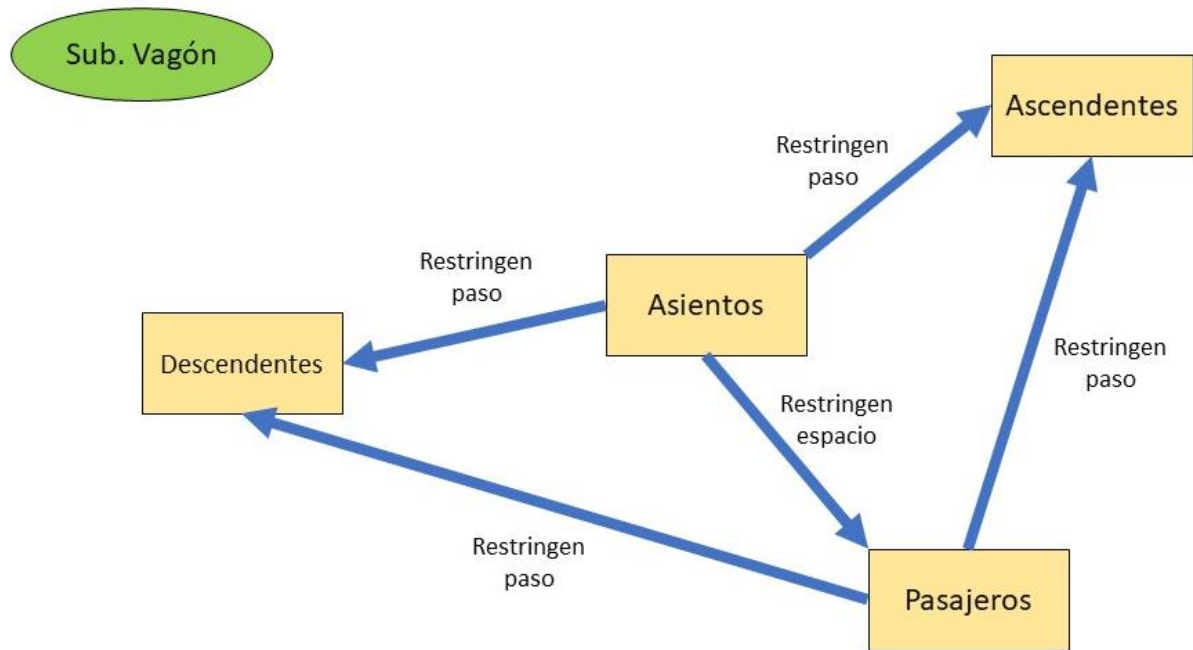 Sub. Vagón
Ascendentes
Restringen
paso
Restringen
paso
Asientos
Restringen
paso
Descendentes
Restringen
espacio
Restringen
paso
Pasajeros